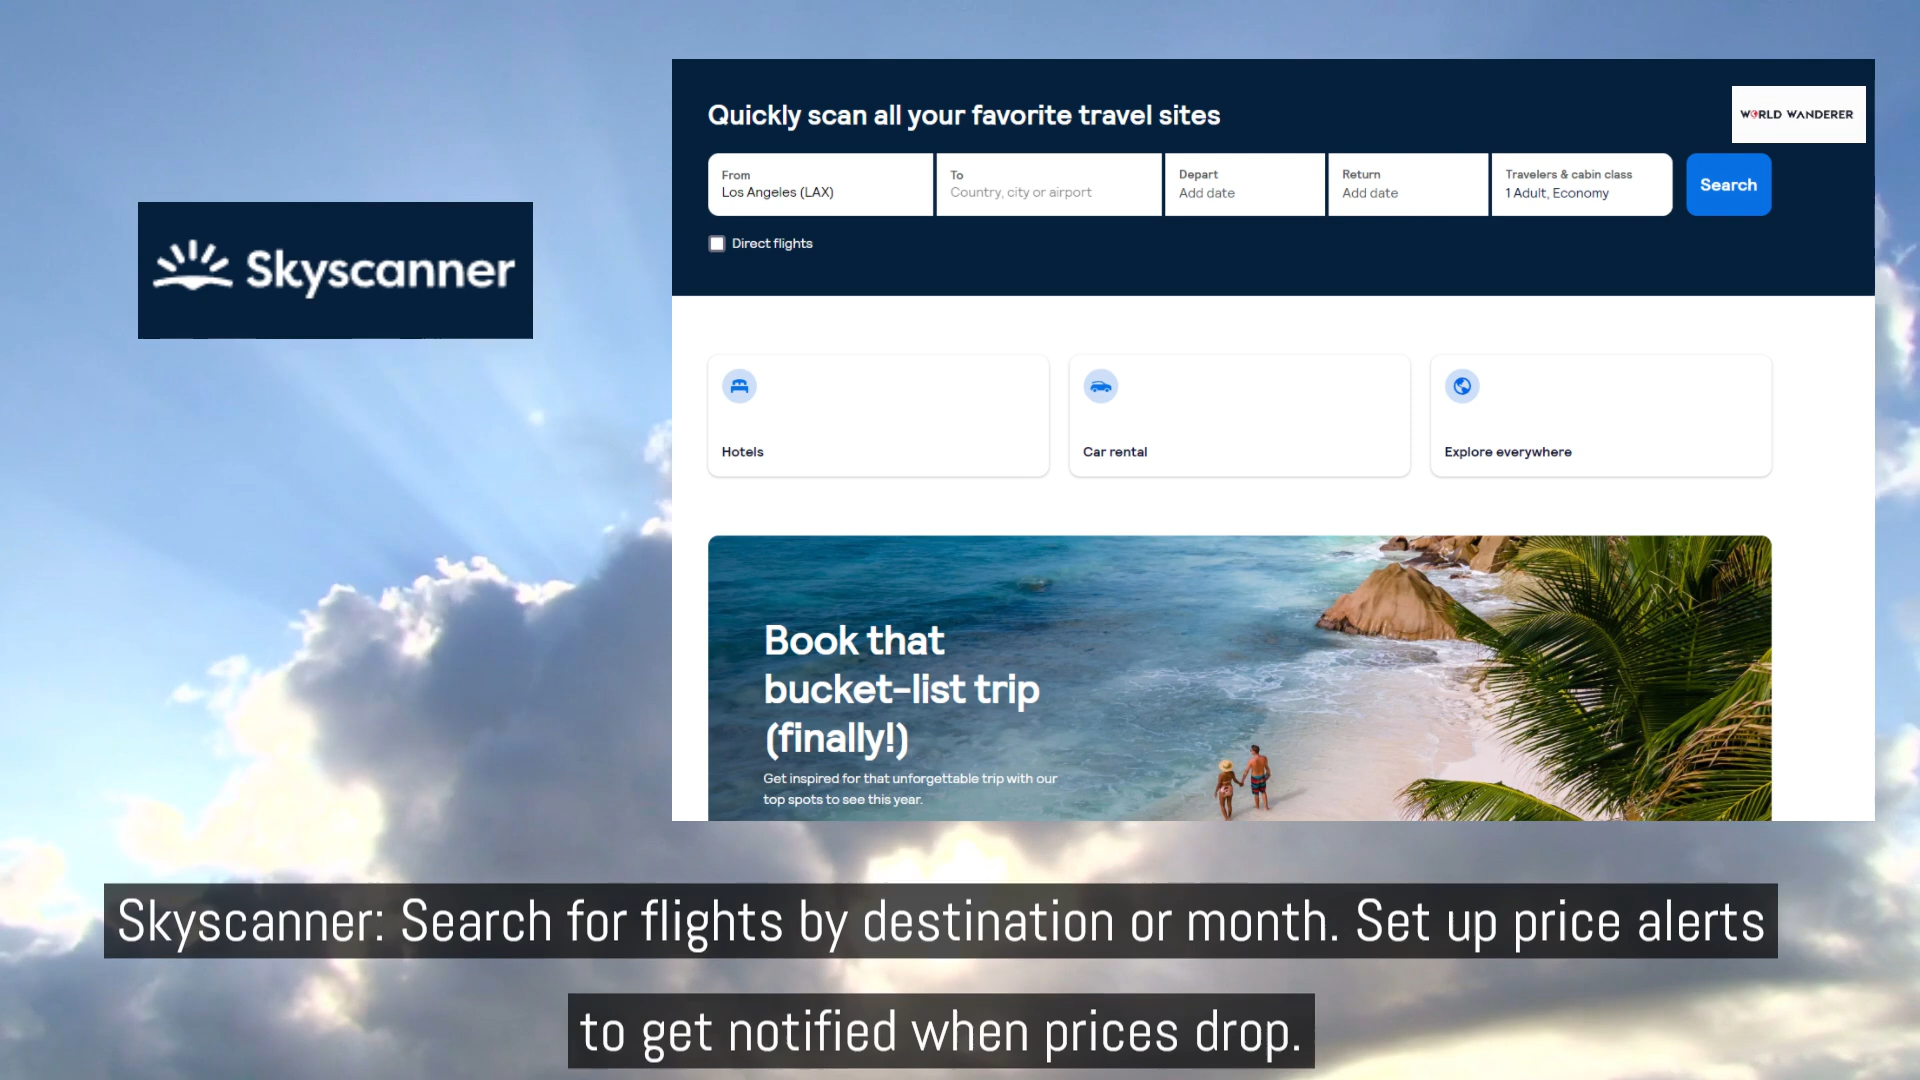 Quickly scan all your favorite travel sites
WORLD WANDERER
From
Los Angeles (LAX)
To
Country, city or airport
Depart
Add date
Return
Add date
Travelers & cabin class
1 Adult, Economy
Search
Direct flights
Skyscanner
Hotels
Car rental
Explore everywhere
Book that
bucket-list trip
(finally!)
Get inspired for that unforgettable trip with our
top spots to see this year.
Skyscanner: Search for flights by destination or month. Set up price alerts
to get notified when prices drop.